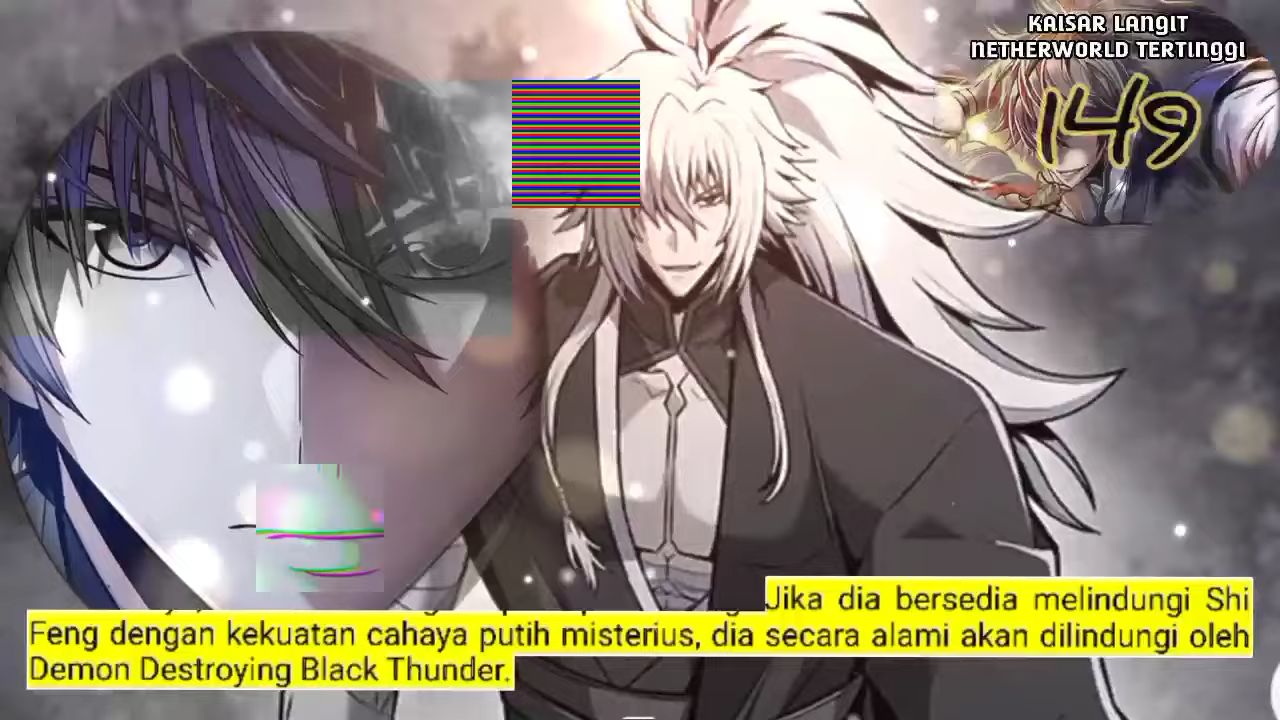 KAISAR LANGIT
NETHERWORLD TERTINGGI
149
Jika dia bersedia melindungi Shi
Feng dengan kekuatan cahaya putih misterius, dia secara alami akan dilindungi oleh
Demon Destroying Black Thunder.